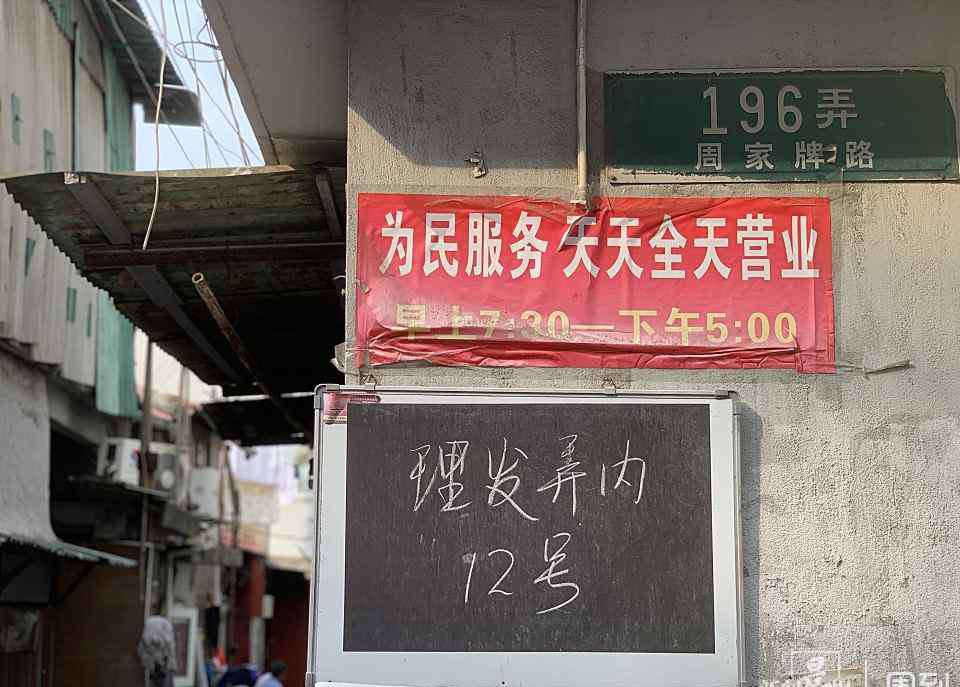 196弄
周家牌路
为民服务 天天全天营业
早上7:30—下午5:00
理发弄内
12号